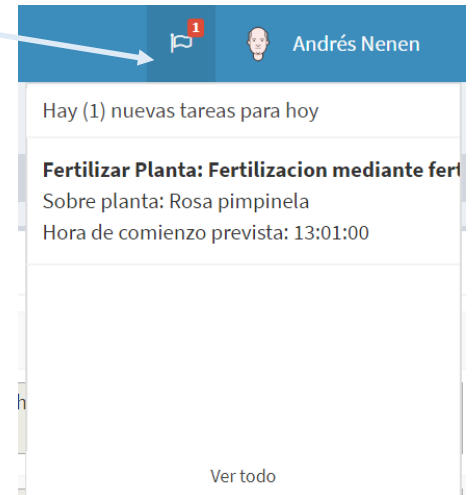 1
Andrés Nenen
Hay (1) nuevas tareas para hoy
Fertilizar Planta: Fertilizacion mediante fert
Sobre planta: Rosa pimpinela
Hora de comienzo prevista: 13:01:00
h
Ver todo